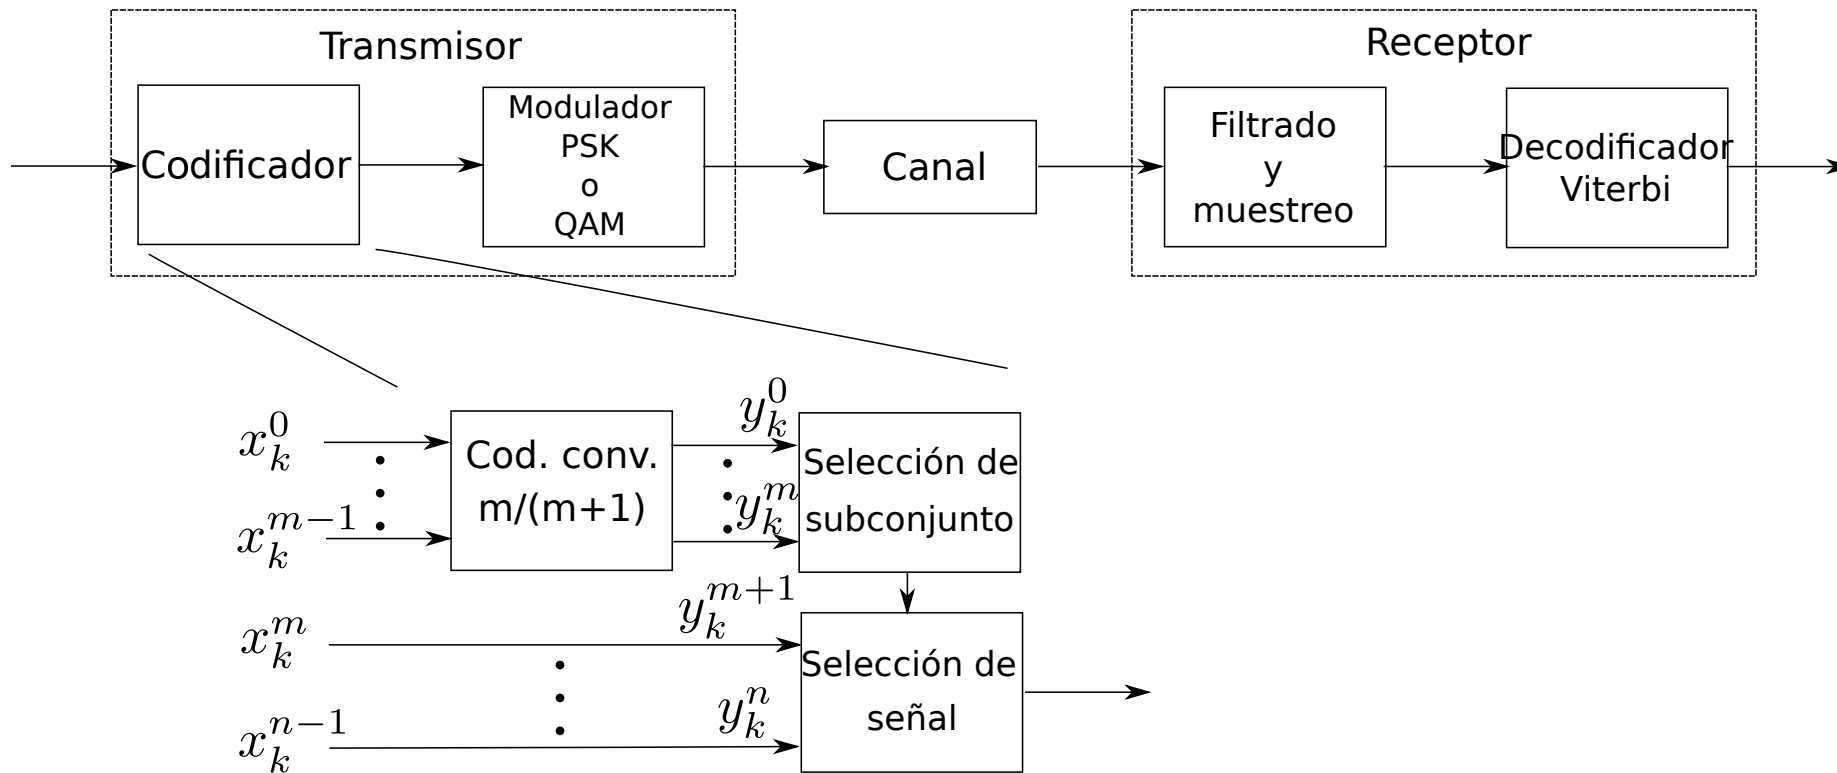 Transmisor
Codificador
Modulador
PSK
o
QAM
Canal
Receptor
Filtrado
y
muestreo
Decodificador
Viterbi
x_k^0
x_k^{m-1}
Cod. conv.
m/(m+1)
y_k^0
y_k^m
Selección de
subconjunto
x_k^m
x_k^{n-1}
y_k^{m+1}
y_k^n
Selección de
señal